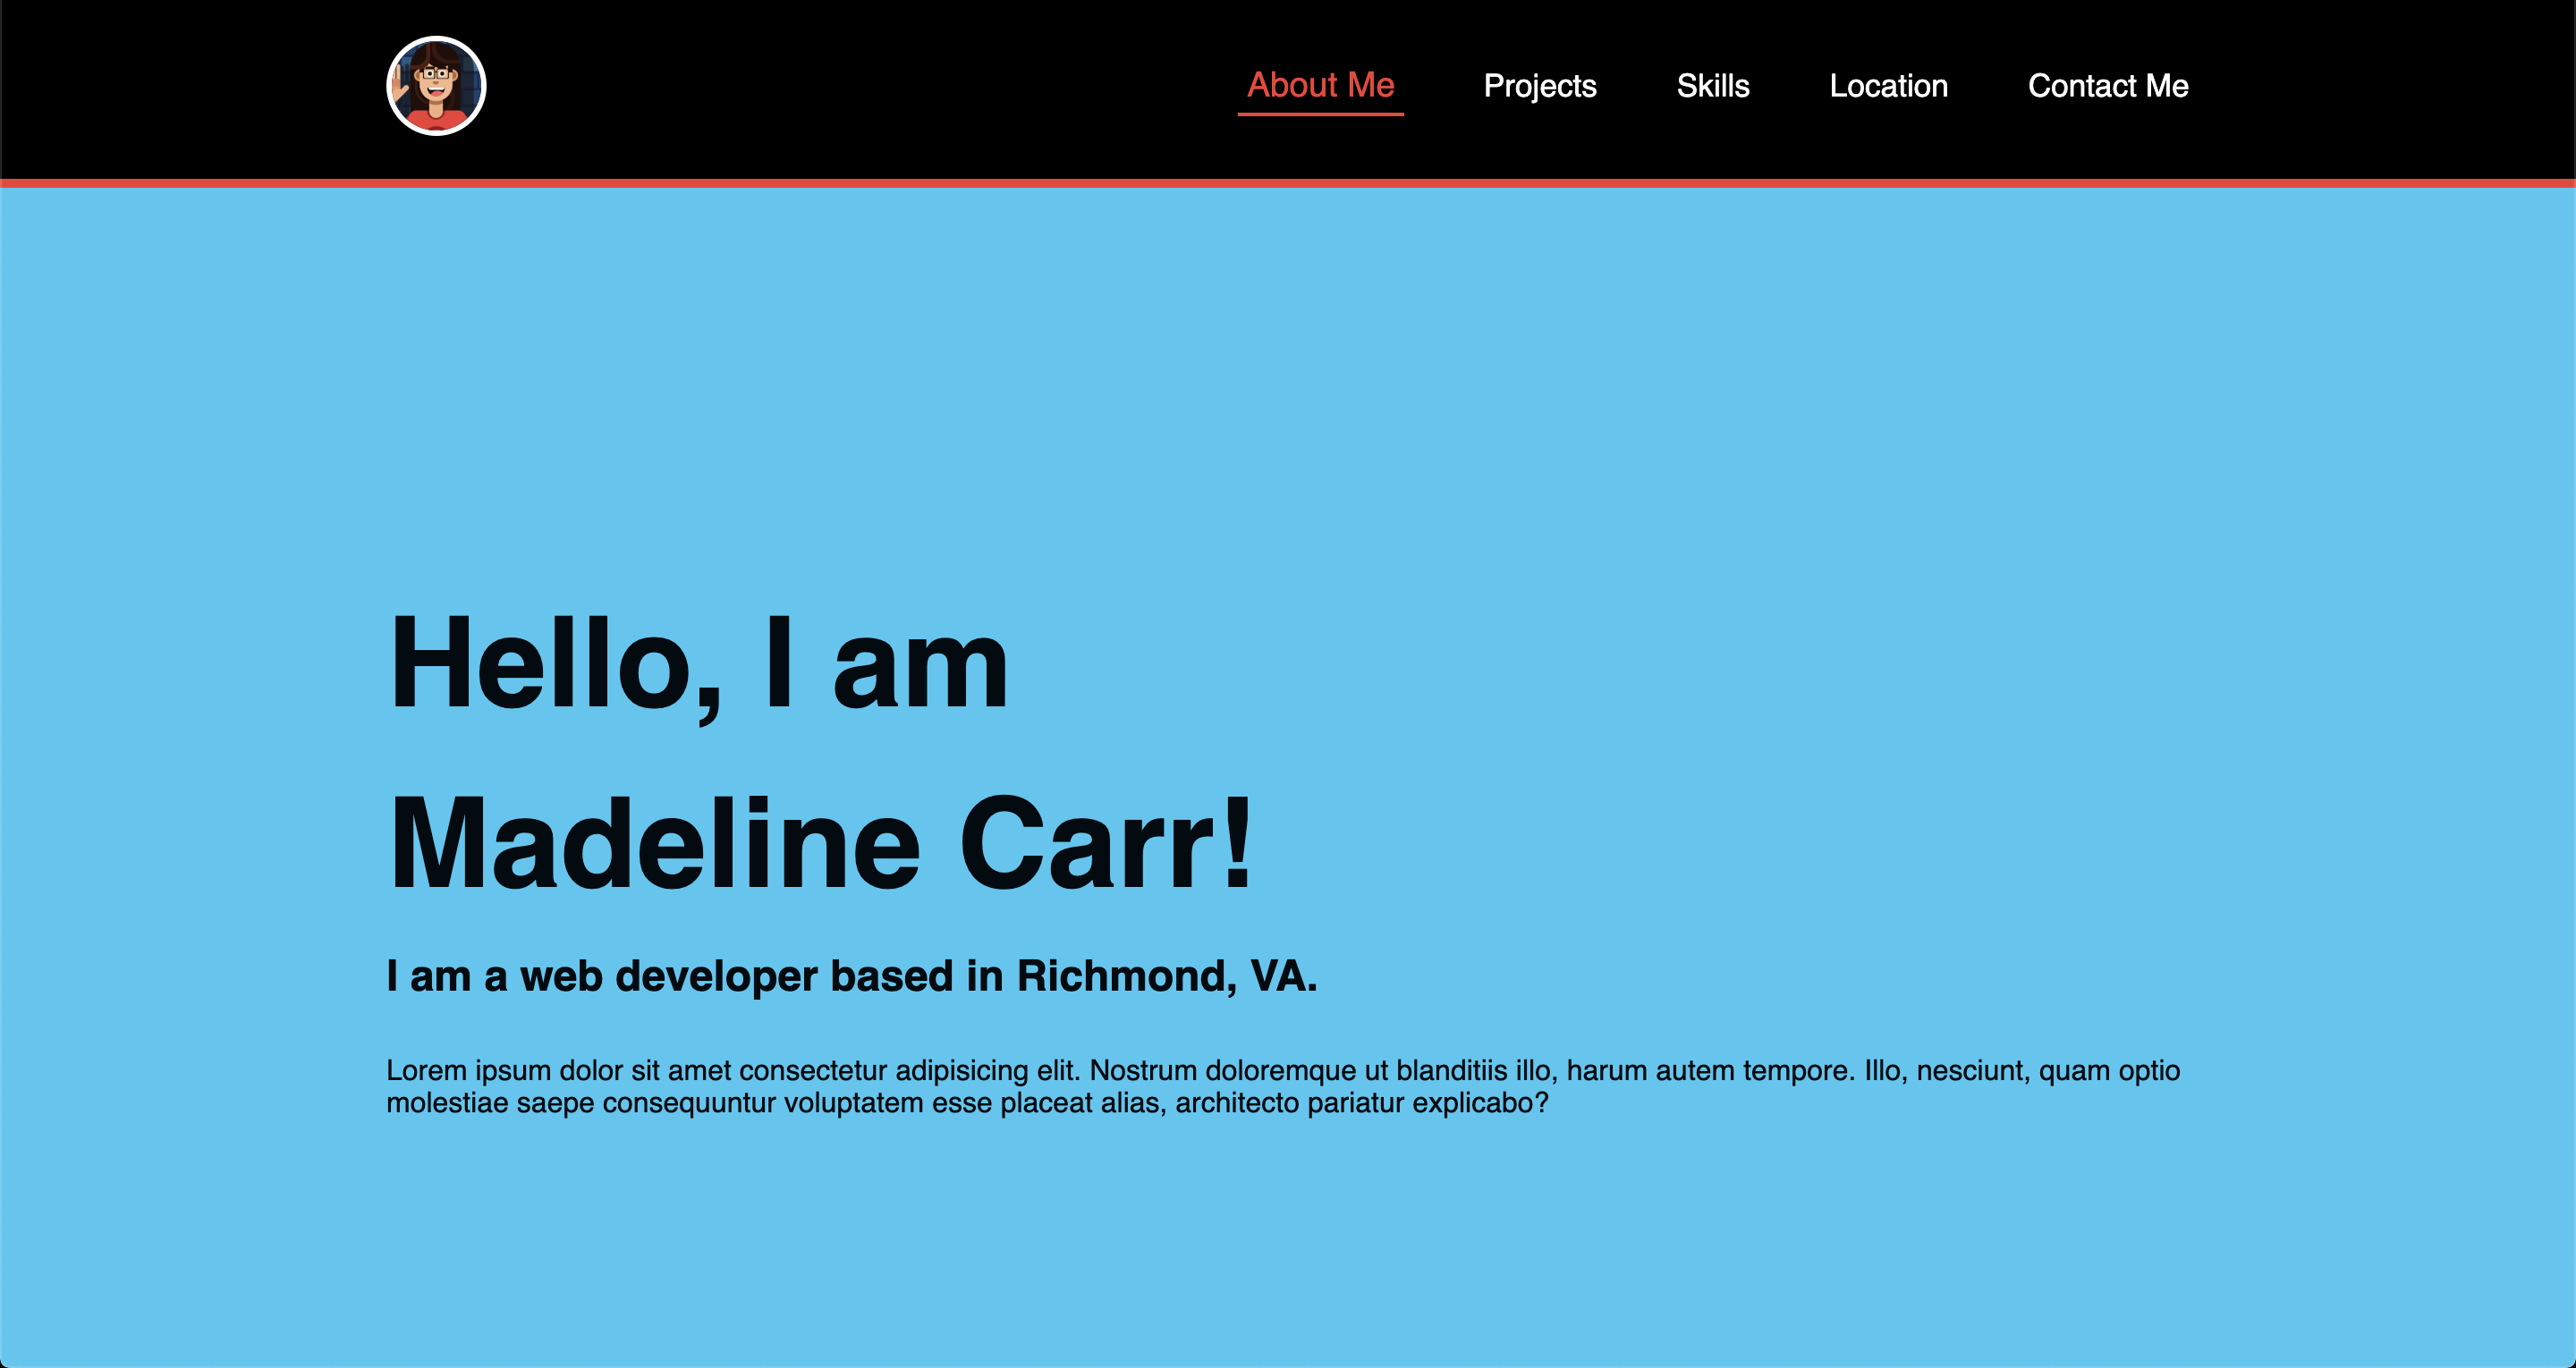 About Me
Projects
Skills
Location
Contact Me
Hello, I am
Madeline Carr!
I am a web developer based in Richmond, VA.
Lorem ipsum dolor sit amet consectetur adipisicing elit. Nostrum doloremque ut blanditiis illo, harum autem tempore. Illo, nesciunt, quam optio
molestiae saepe consequuntur voluptatem esse placeat alias, architecto pariatur explicabo?